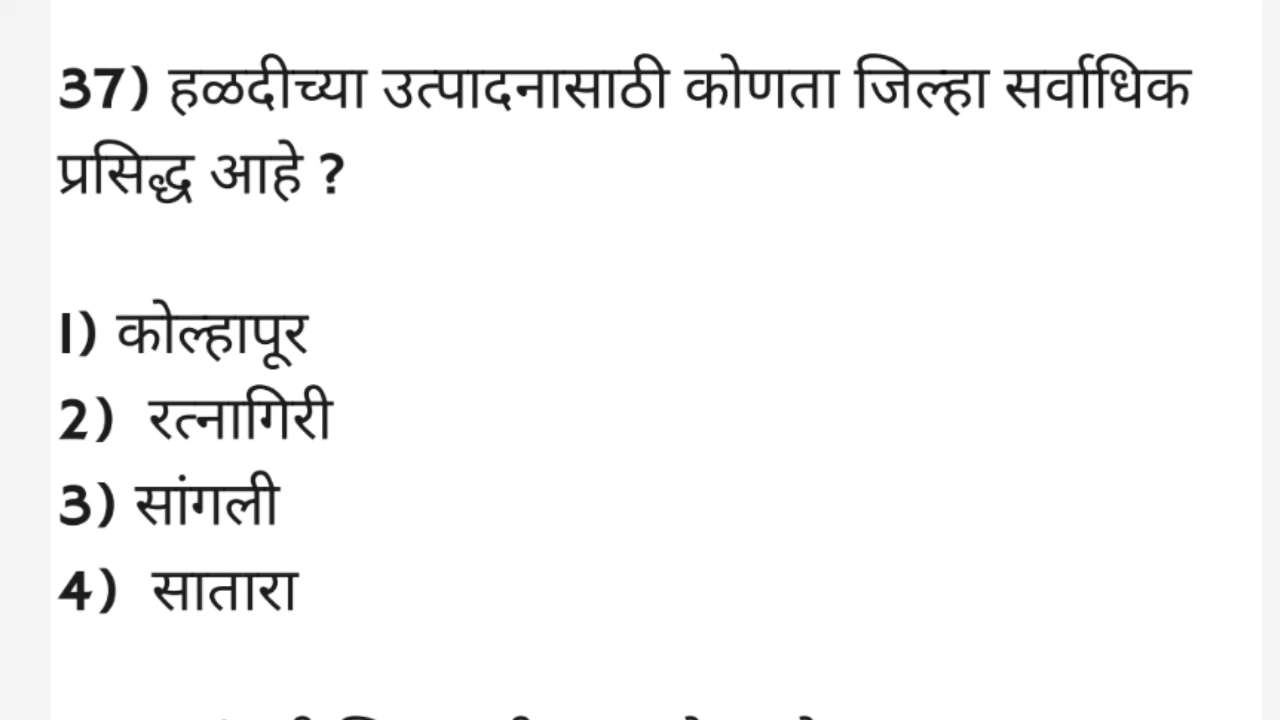 37) हळदीच्या उत्पादनासाठी कोणता जिल्हा सर्वाधिक
प्रसिद्ध आहे ?
1) कोल्हापूर
2) रत्नागिरी
3) सांगली
4) सातारा